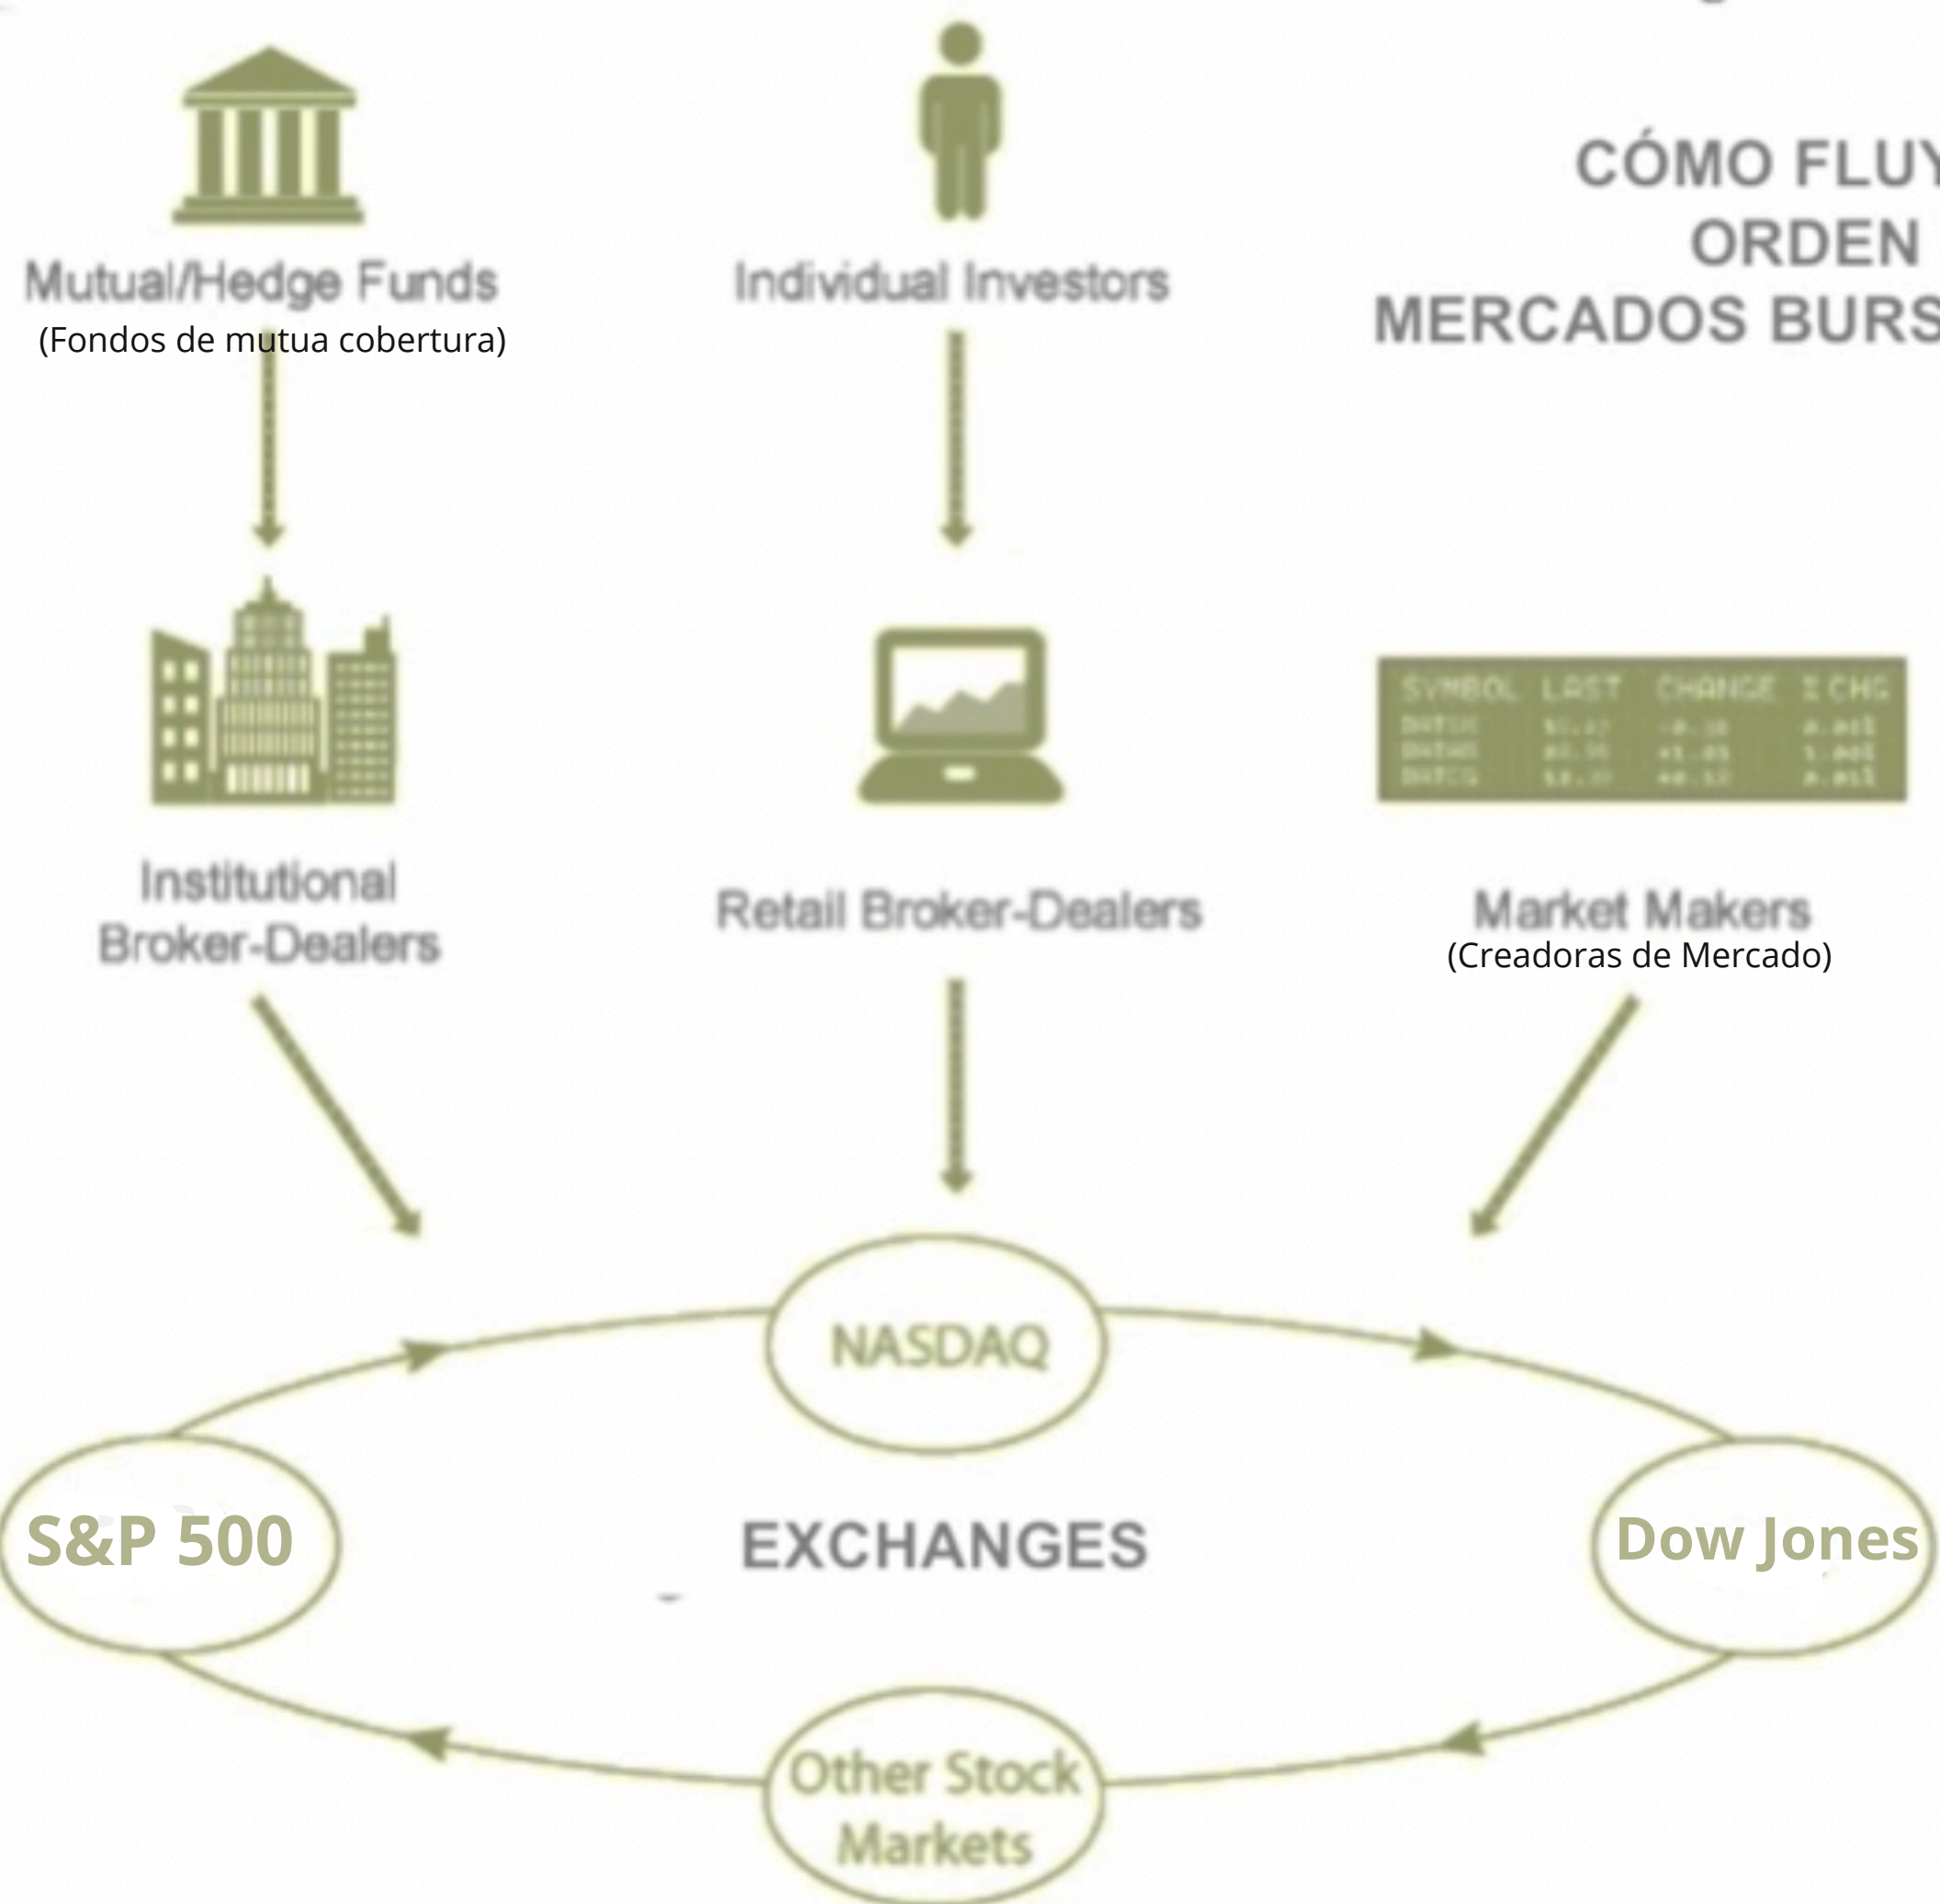 CÓMO FLUY
ORDEN
MERCADOS BURS
Mutual/Hedge Funds
(Fondos de mutua cobertura)
Individual Investors
SYMBOL LAST CHANGE % CHG
Institutional
Broker-Dealers
Retail Broker-Dealers
Market Makers
(Creadoras de Mercado)
NASDAQ
S&P 500
EXCHANGES
Dow Jones
Other Stock
Markets